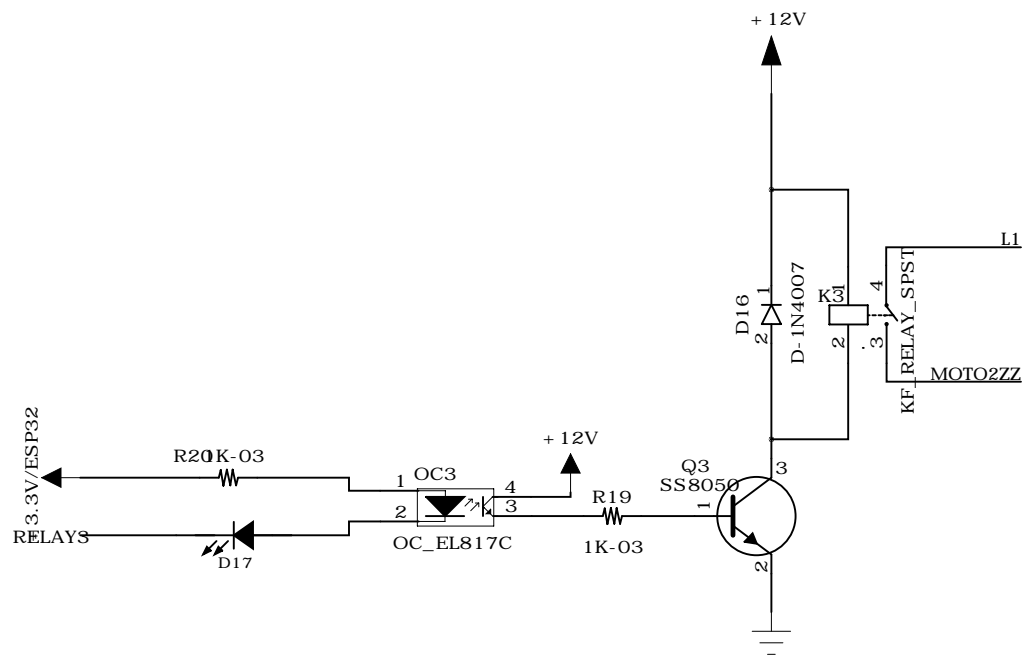 +12V
L1
4
KF_RELAY_SPST
3
MOTO2ZZ
K3
1
2
.
D16
1
2
D-1N4007
+3.3V/ESP32
R20
1K-03
RELAY3
D17
OC3
1
2
4
3
OC_EL817C
+12V
R19
1K-03
Q3
SS8050
1
3
2